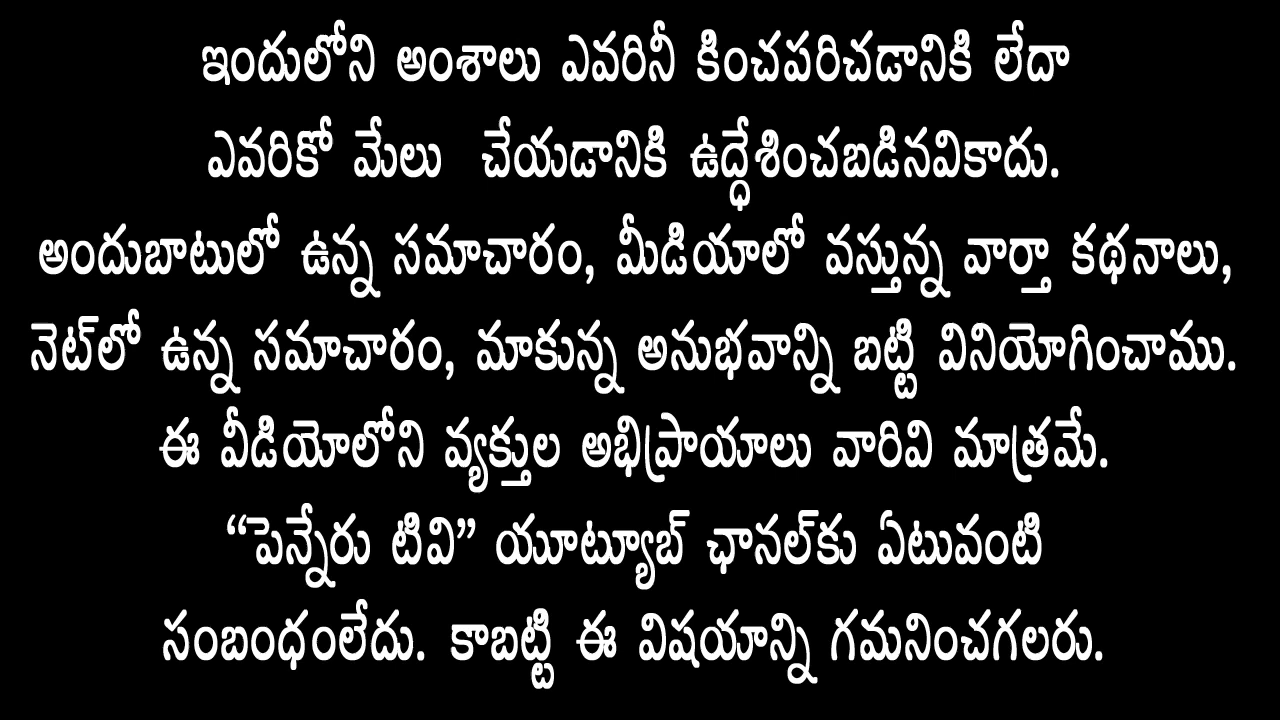 ఇందులోని అంశాలు ఎవరినీ కించపరిచడానికి లేదా
ఎవరికో మేలు చేయడానికి ఉద్ధేశించబడినవికాదు.
అందుబాటులో ఉన్న సమాచారం, మీడియాలో వస్తున్న వార్తా కథనాలు,
నెట్‌లో ఉన్న సమాచారం, మాకున్న అనుభవాన్ని బట్టి వినియోగించాము.
ఈ వీడియోలోని వ్యక్తుల అభిప్రాయాలు వారివి మాత్రమే.
“పెన్నేరు టివి” యూట్యూబ్ ఛానల్‌కు ఏటువంటి
సంబంధంలేదు. కాబట్టి ఈ విషయాన్ని గమనించగలరు.